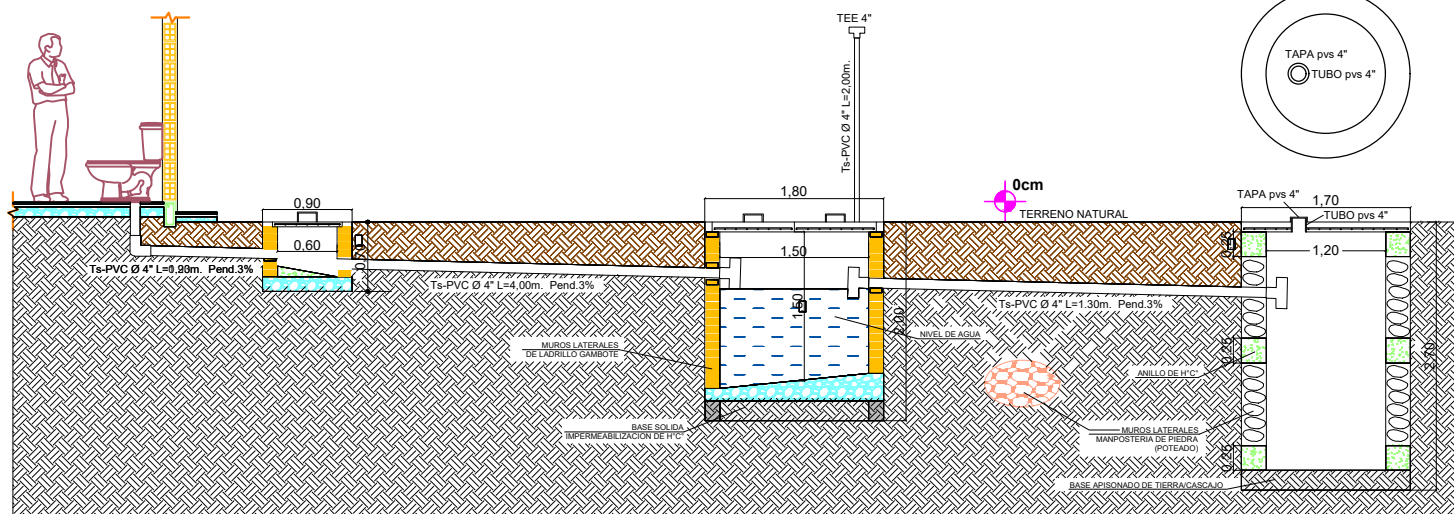 TEE 4"
Ts-PVC Ø 4" L=2,00m.
TAPA pvs 4"
TUBO pvs 4"
0cm
TERRENO NATURAL
TAPA pvs 4"
1,70
TUBO pvs 4"
0,90
0,60
1,80
1,50
1,50
2,00
1,20
0,25
0,25
0,25
2,70
Pend.3%
Ts-PVC Ø 4" L=4,00m. Pend.3%
Ts-PVC Ø 4" L=1.30m. Pend.3%
NIVEL DE AGUA
MUROS LATERALES
DE LADRILLO GAMBOTE
BASE SOLIDA
IMPERMEABILIZACION DE H°C°
ANILLO DE H°C°
MUROS LATERALES
MANPOSTERIA DE PIEDRA
(POTEADO)
BASE APISONADO DE TIERRA/CASCAJO